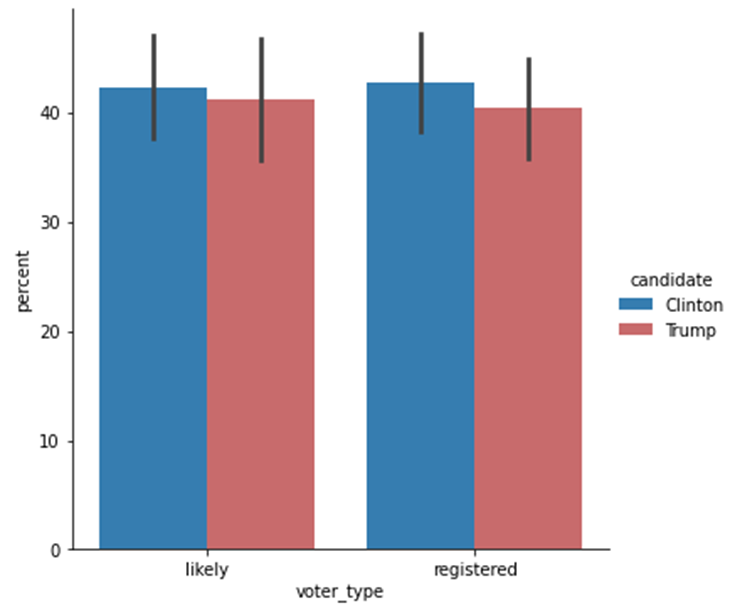 40
30
20
10
0
percent
likely
registered
voter_type
candidate
Clinton
Trump